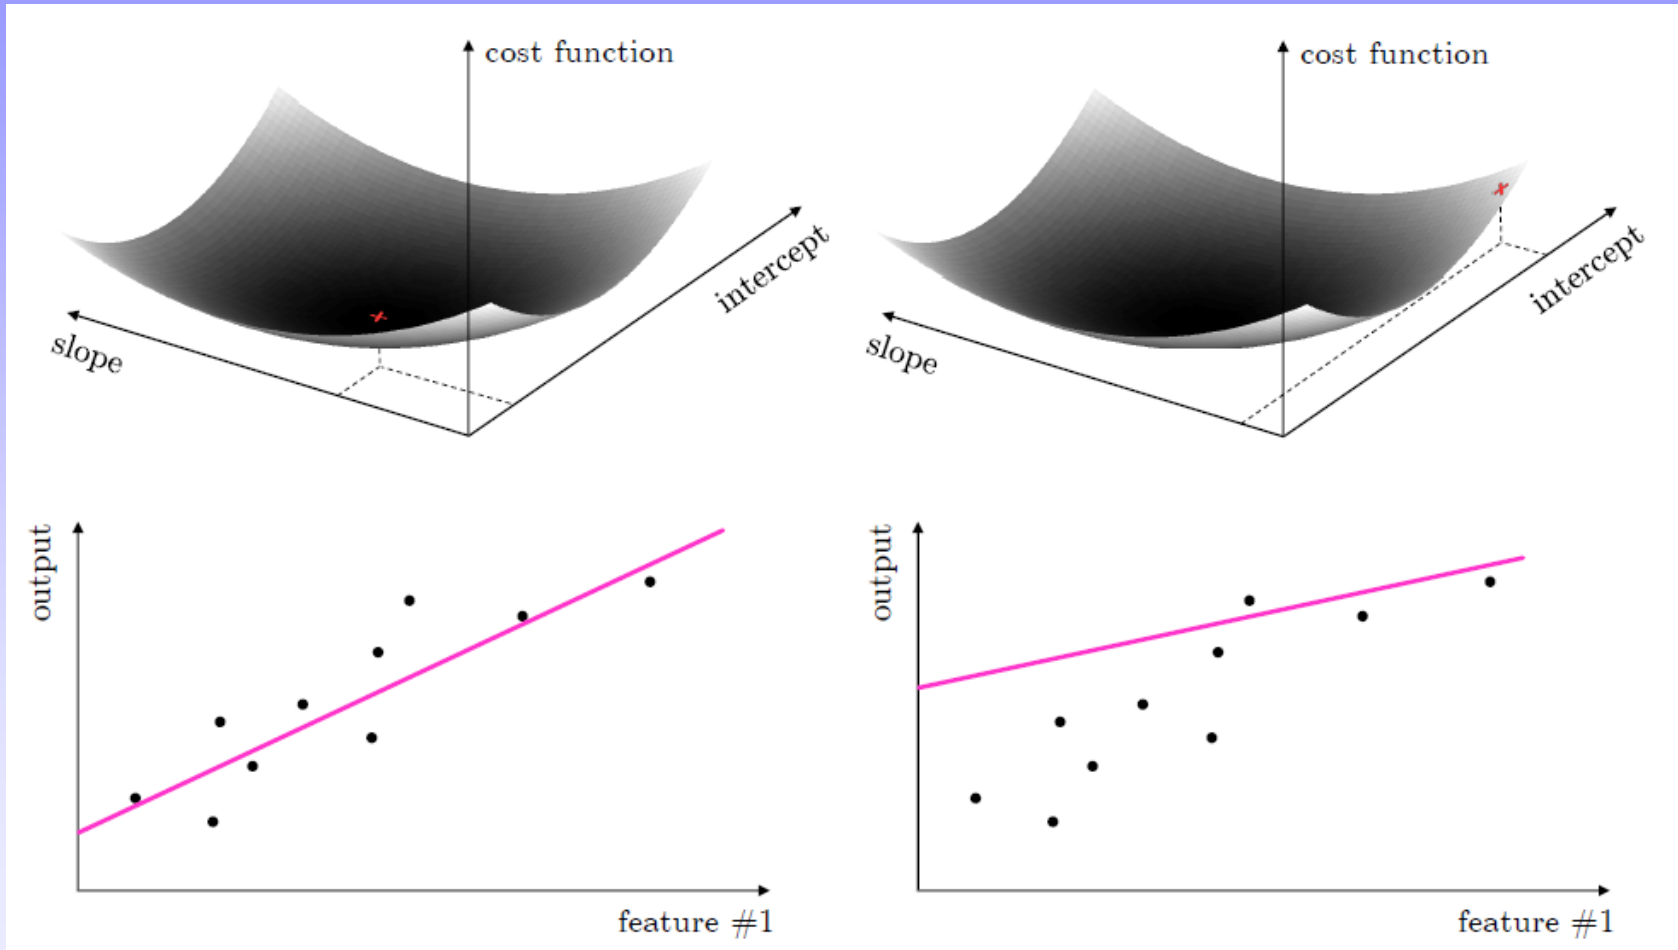 cost function
intercept
slope
cost function
intercept
slope
output
feature #1
output
feature #1